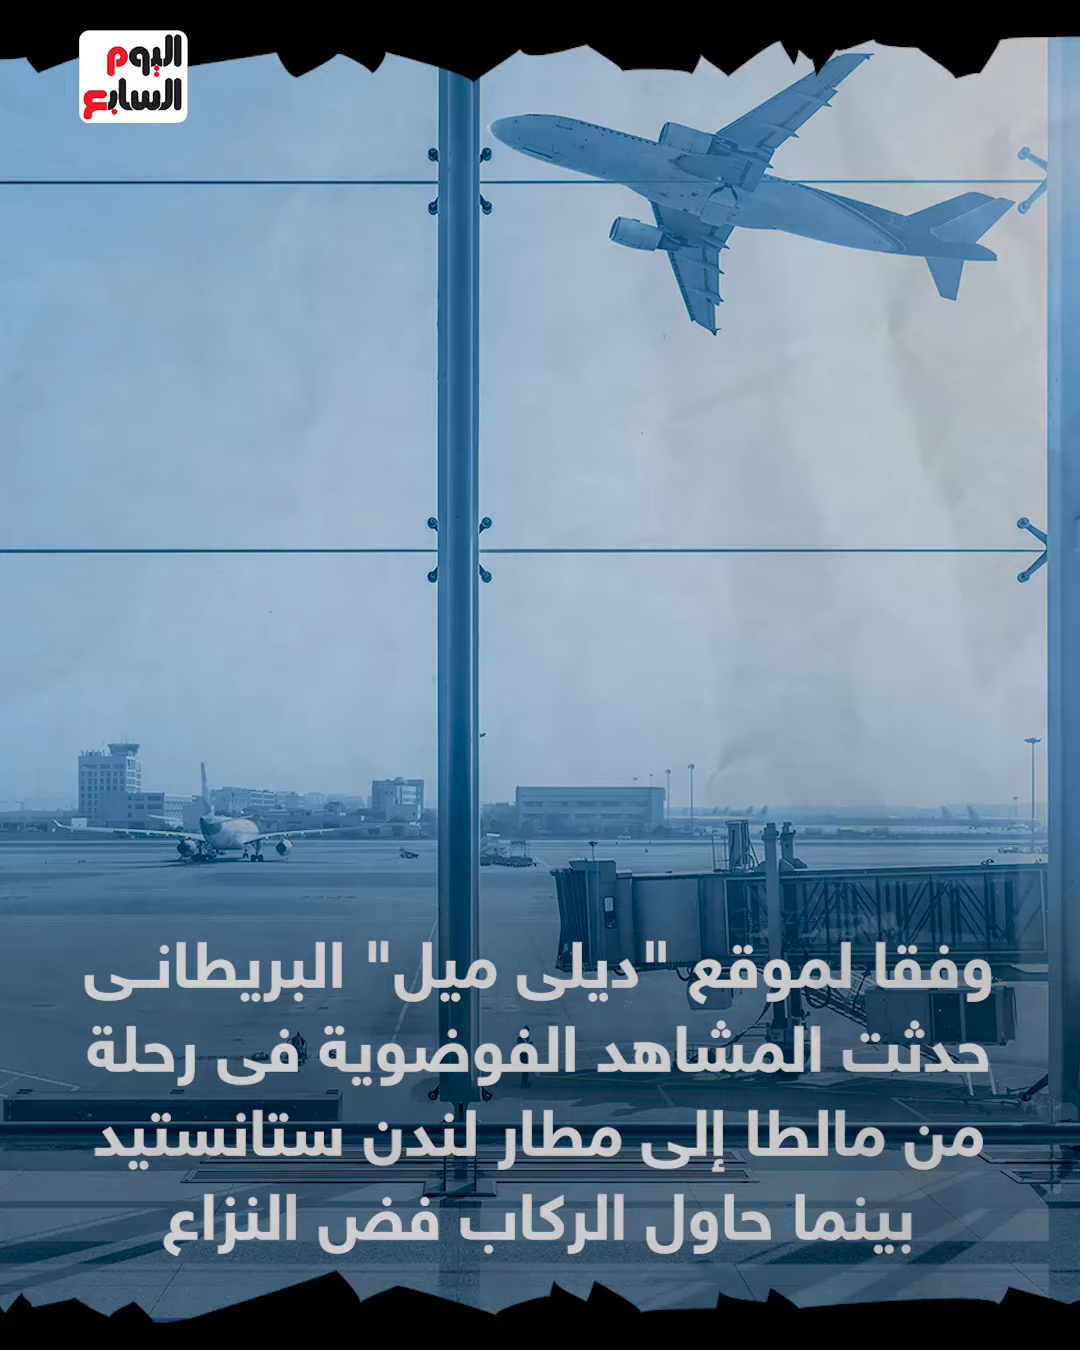 اليوم
السابع
وفقا لموقع "ديلى ميل" البريطانـى
حدثت المشاهد الفوضوية فى رحلة
من مالطا إلى مطار لندن ستانستيد
بينما حاول الركاب فض النزاع